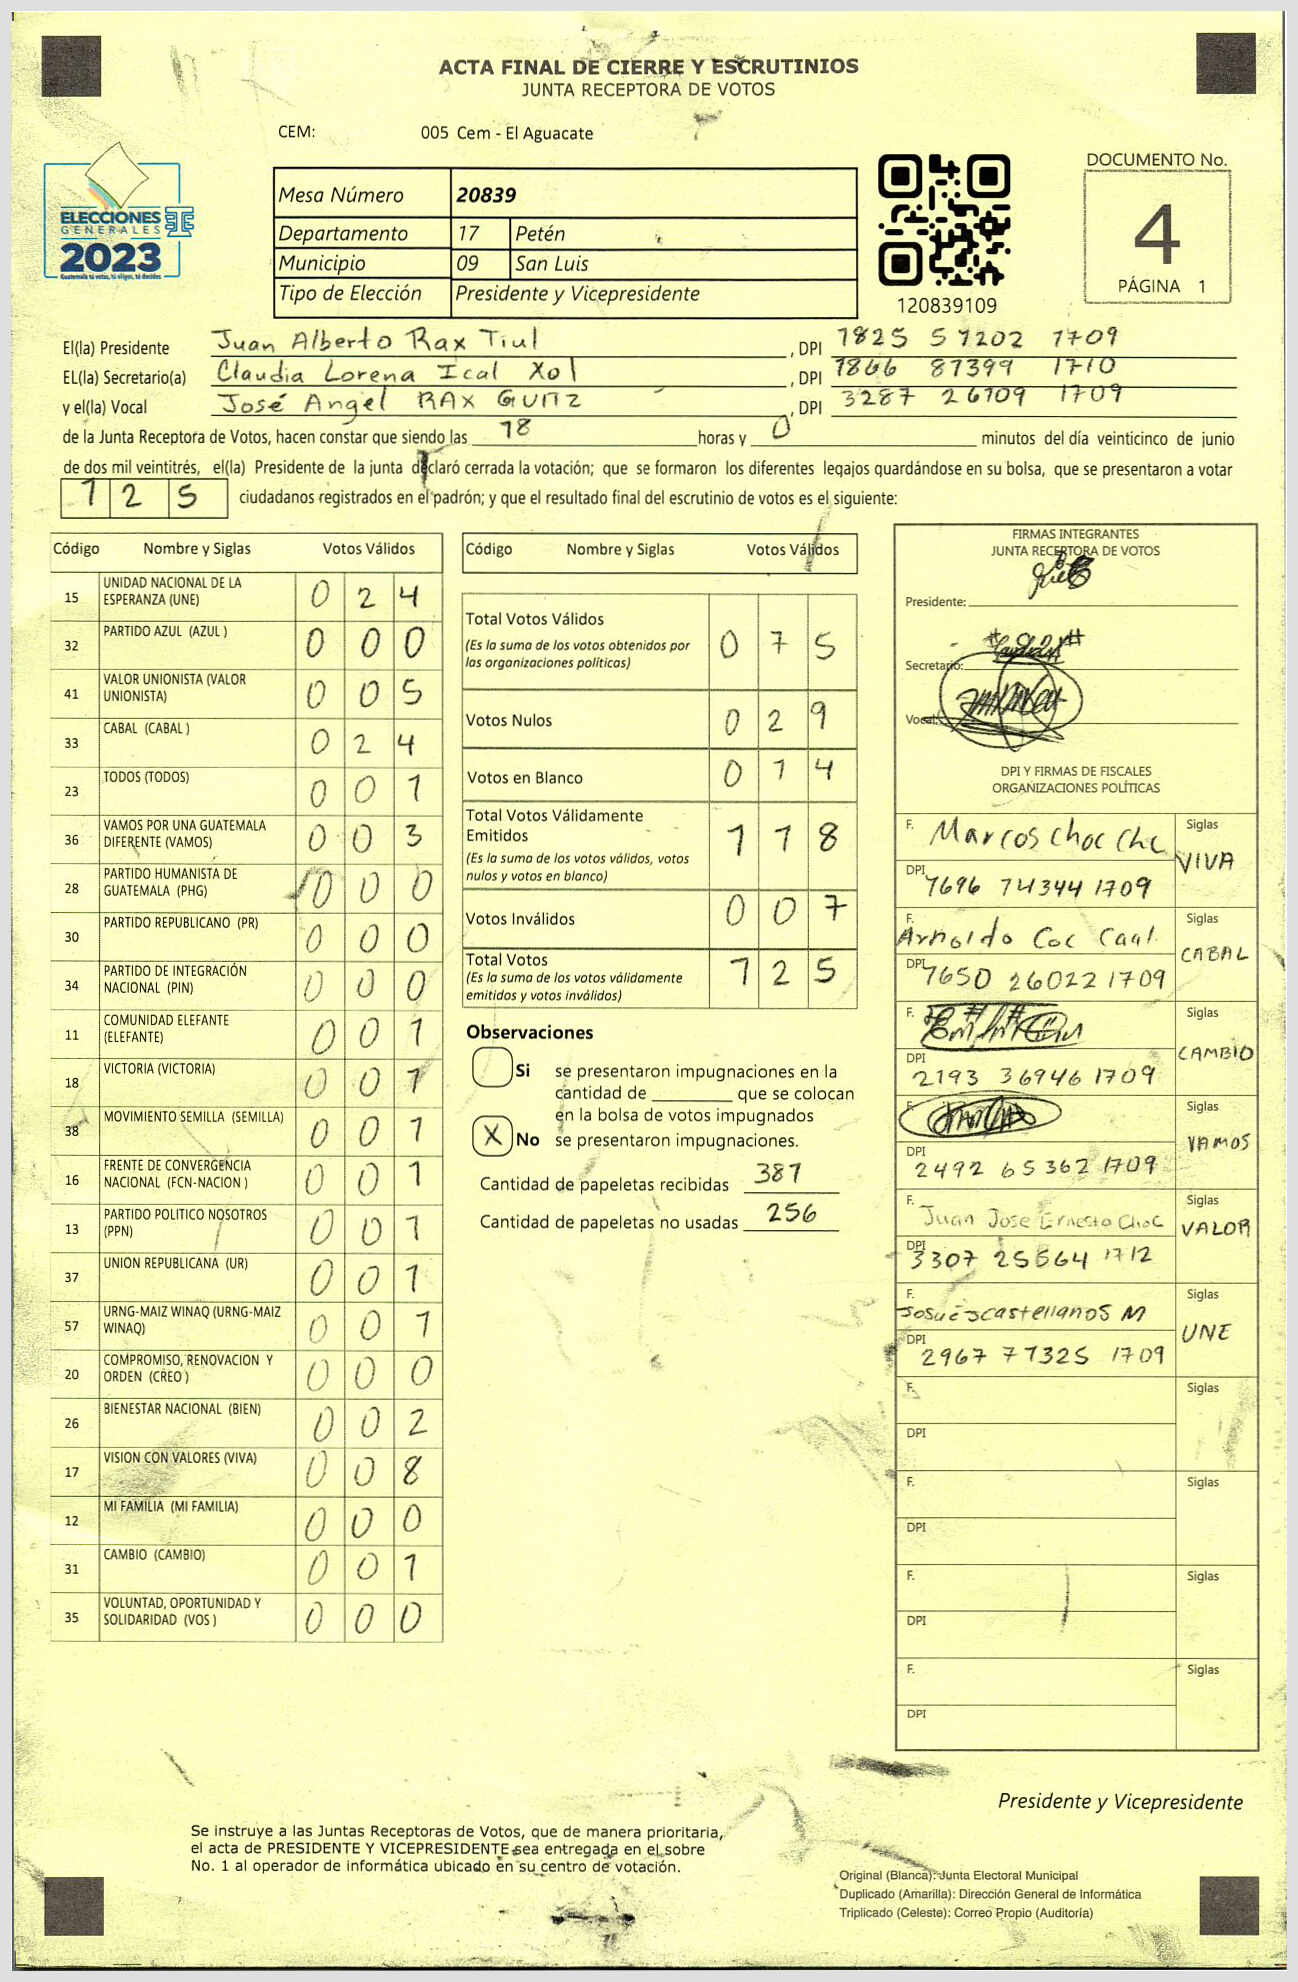 ACTA FINAL DE CIERRE Y ESCRUTINIOS
JUNTA RECEPTORA DE VOTOS
CEM: 005 Cem - El Aguacate
ELECCIONES
GENERALES
2023
Guatemala tú votas, tú eliges, tú decides
Mesa Número 20839
Departamento 17 Petén
Municipio 09 San Luis
Tipo de Elección Presidente y Vicepresidente
120839109
DOCUMENTO No.
4
PÁGINA 1
El(la) Presidente Juan Alberto Rax Tiul , DPI 1825 57202 1709
EL(la) Secretario(a) Claudia Lorena Ical Xol , DPI 1866 87399 1710
y el(la) Vocal José Angel RAX GUITZ , DPI 3287 26109 1709
de la Junta Receptora de Votos, hacen constar que siendo las 18 horas y 0 minutos del día veinticinco de junio
de dos mil veintitrés, el(la) Presidente de la junta declaró cerrada la votación; que se formaron los diferentes legajos quardándose en su bolsa, que se presentaron a votar
125 ciudadanos registrados en el padrón; y que el resultado final del escrutinio de votos es el siguiente:
Código Nombre y Siglas Votos Válidos
15 UNIDAD NACIONAL DE LA
ESPERANZA (UNE) 0 2 4
32 PARTIDO AZUL (AZUL ) 0 0 0
41 VALOR UNIONISTA (VALOR
UNIONISTA) 0 0 5
33 CABAL (CABAL ) 0 2 4
23 TODOS (TODOS) 0 0 1
36 VAMOS POR UNA GUATEMALA
DIFERENTE (VAMOS) 0 0 3
28 PARTIDO HUMANISTA DE
GUATEMALA (PHG) 0 0 0
30 PARTIDO REPUBLICANO (PR) 0 0 0
34 PARTIDO DE INTEGRACIÓN
NACIONAL (PIN) 0 0 0
11 COMUNIDAD ELEFANTE
(ELEFANTE) 0 0 1
18 VICTORIA (VICTORIA) 0 0 1
38 MOVIMIENTO SEMILLA (SEMILLA) 0 0 1
16 FRENTE DE CONVERGENCIA
NACIONAL (FCN-NACION ) 0 0 1
13 PARTIDO POLITICO NOSOTROS
(PPN) 0 0 1
37 UNION REPUBLICANA (UR) 0 0 1
57 URNG-MAIZ WINAQ (URNG-MAIZ
WINAQ) 0 0 1
20 COMPROMISO, RENOVACION Y
ORDEN (CREO ) 0 0 0
26 BIENESTAR NACIONAL (BIEN) 0 0 2
17 VISION CON VALORES (VIVA) 0 0 8
12 MI FAMILIA (MI FAMILIA) 0 0 0
31 CAMBIO (CAMBIO) 0 0 1
35 VOLUNTAD, OPORTUNIDAD Y
SOLIDARIDAD (VOS ) 0 0 0
Código Nombre y Siglas Votos Válidos
Total Votos Válidos
(Es la suma de los votos obtenidos por
las organizaciones políticas) 0 7 5
Votos Nulos 0 2 9
Votos en Blanco 0 1 4
Total Votos Válidamente
Emitidos
(Es la suma de los votos válidos, votos
nulos y votos en blanco) 1 1 8
Votos Inválidos 0 0 7
Total Votos
(Es la suma de los votos válidamente
emitidos y votos inválidos) 1 2 5
Observaciones
Si se presentaron impugnaciones en la
cantidad de ________ que se colocan
en la bolsa de votos impugnados
X No se presentaron impugnaciones.
Cantidad de papeletas recibidas 387
Cantidad de papeletas no usadas 256
FIRMAS INTEGRANTES
JUNTA RECEPTORA DE VOTOS
Presidente:
Secretario:
Vocal:
DPI Y FIRMAS DE FISCALES
ORGANIZACIONES POLÍTICAS
F. Marcos Choc Chc Siglas VIVA
DPI 1696 74344 1709
F. Arnoldo Coc Caal. Siglas CABAL
DPI 1650 26022 1709
F. Siglas CAMBIO
DPI 2193 36946 1709
F. Siglas VAMOS
DPI 2492 65362 1709
F. Juan Jose Ernesto Choc Siglas VALOR
DPI 3307 25564 1712
F. Josué castellanos M Siglas UNE
DPI 2967 77325 1709
F. Siglas
DPI
F. Siglas
DPI
F. Siglas
DPI
F. Siglas
DPI
Presidente y Vicepresidente
Se instruye a las Juntas Receptoras de Votos, que de manera prioritaria,
el acta de PRESIDENTE Y VICEPRESIDENTE sea entregada en el sobre
No. 1 al operador de informática ubicado en su centro de votación.
Original (Blanca): Junta Electoral Municipal
Duplicado (Amarilla): Dirección General de Informática
Triplicado (Celeste): Correo Propio (Auditoría)